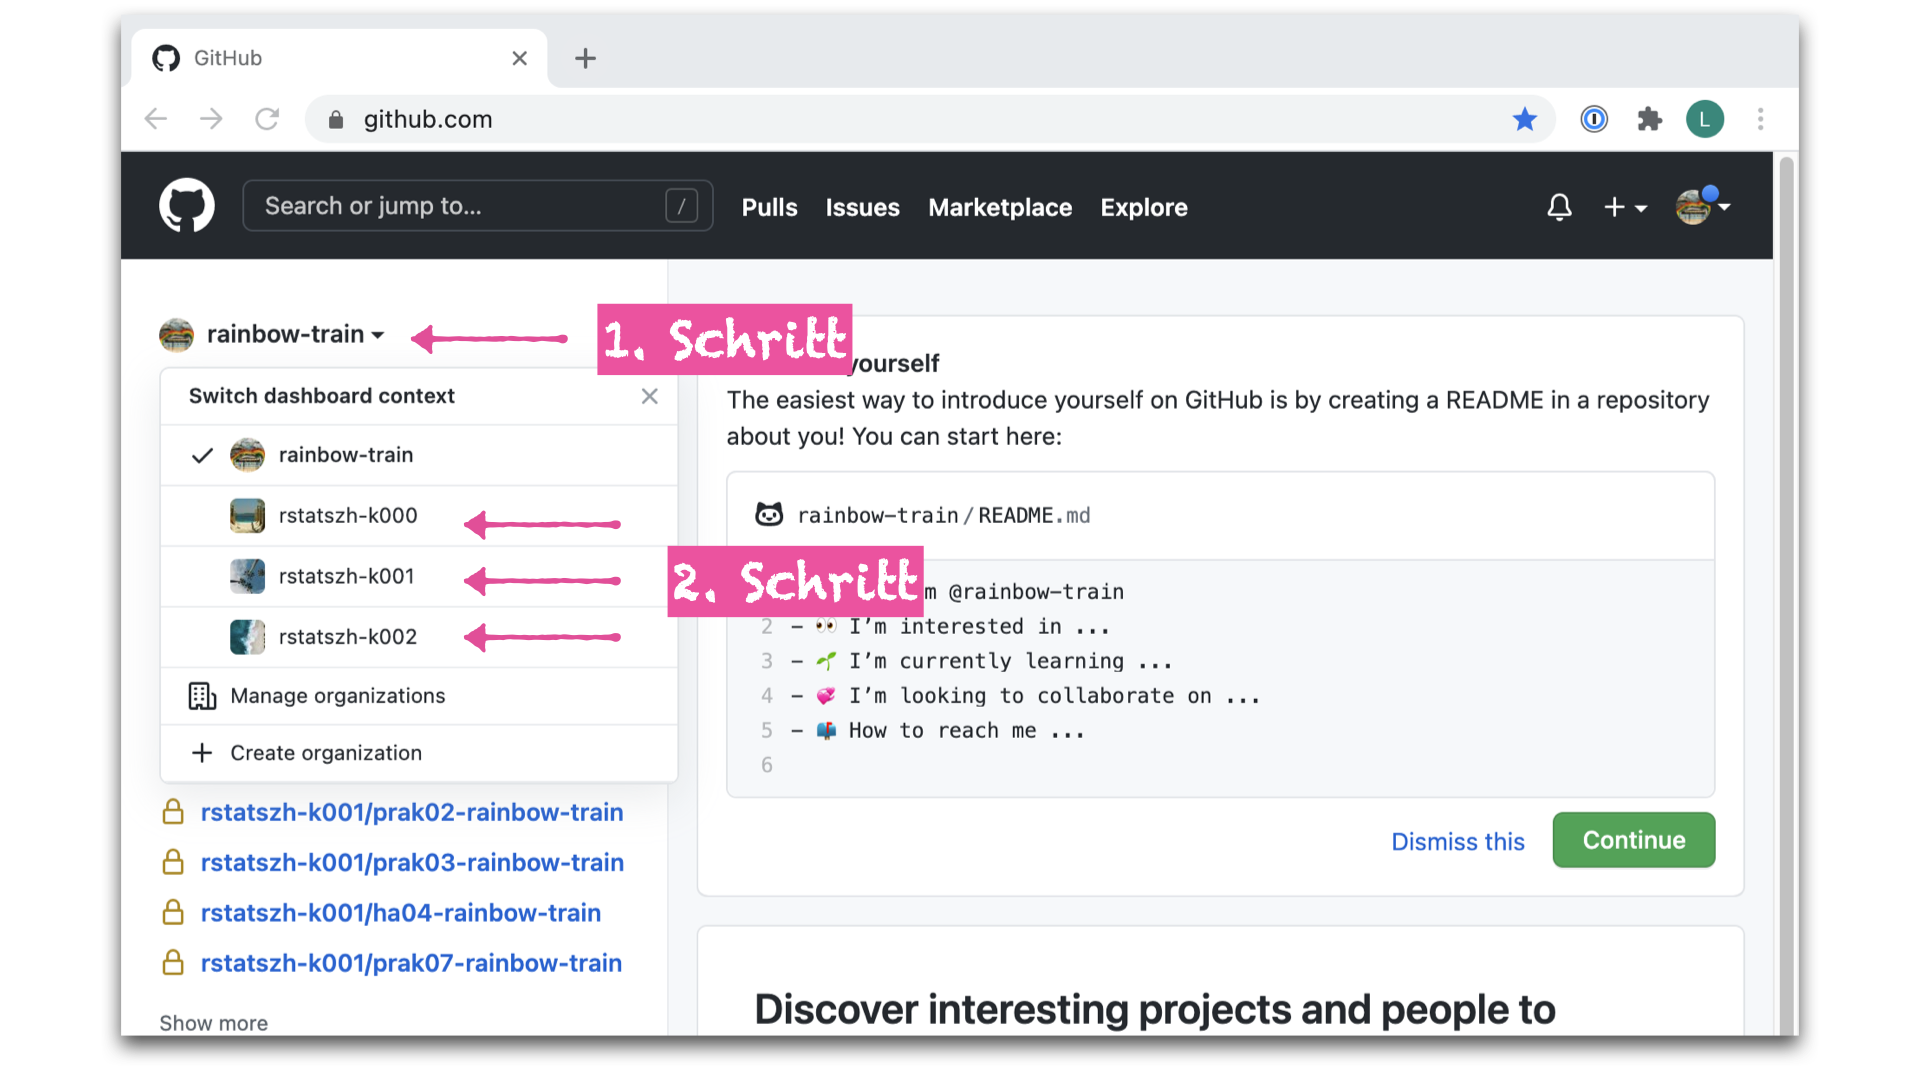 GitHub
github.com
L
Search or jump to...
/
Pulls
Issues
Marketplace
Explore
rainbow-train
1. Schritt
Switch dashboard context
rainbow-train
rstatszh-k000
rstatszh-k001
rstatszh-k002
2. Schritt
Manage organizations
Create organization
rstatszh-k001/prak02-rainbow-train
rstatszh-k001/prak03-rainbow-train
rstatszh-k001/ha04-rainbow-train
rstatszh-k001/prak07-rainbow-train
Show more
yourself
The easiest way to introduce yourself on GitHub is by creating a README in a repository
about you! You can start here:
rainbow-train/README.md
m @rainbow-train
2 - 👀 I’m interested in ...
3 - 🌱 I’m currently learning ...
4 - 💞️ I’m looking to collaborate on ...
5 - 📫 How to reach me ...
6
Dismiss this
Continue
Discover interesting projects and people to